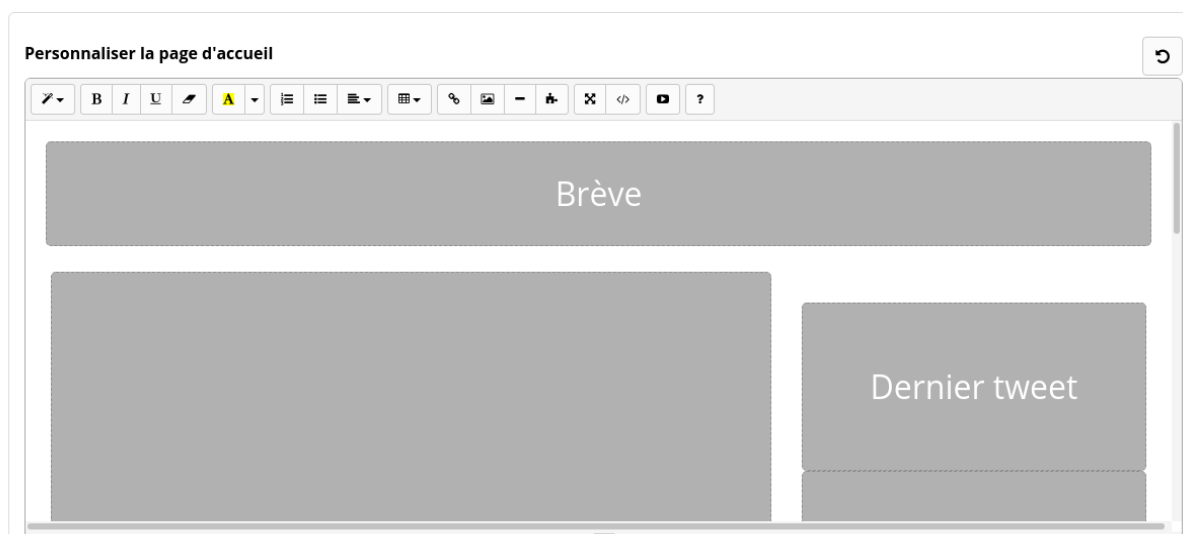 Personnaliser la page d'accueil
B I U A </> ?
Brève
Dernier tweet